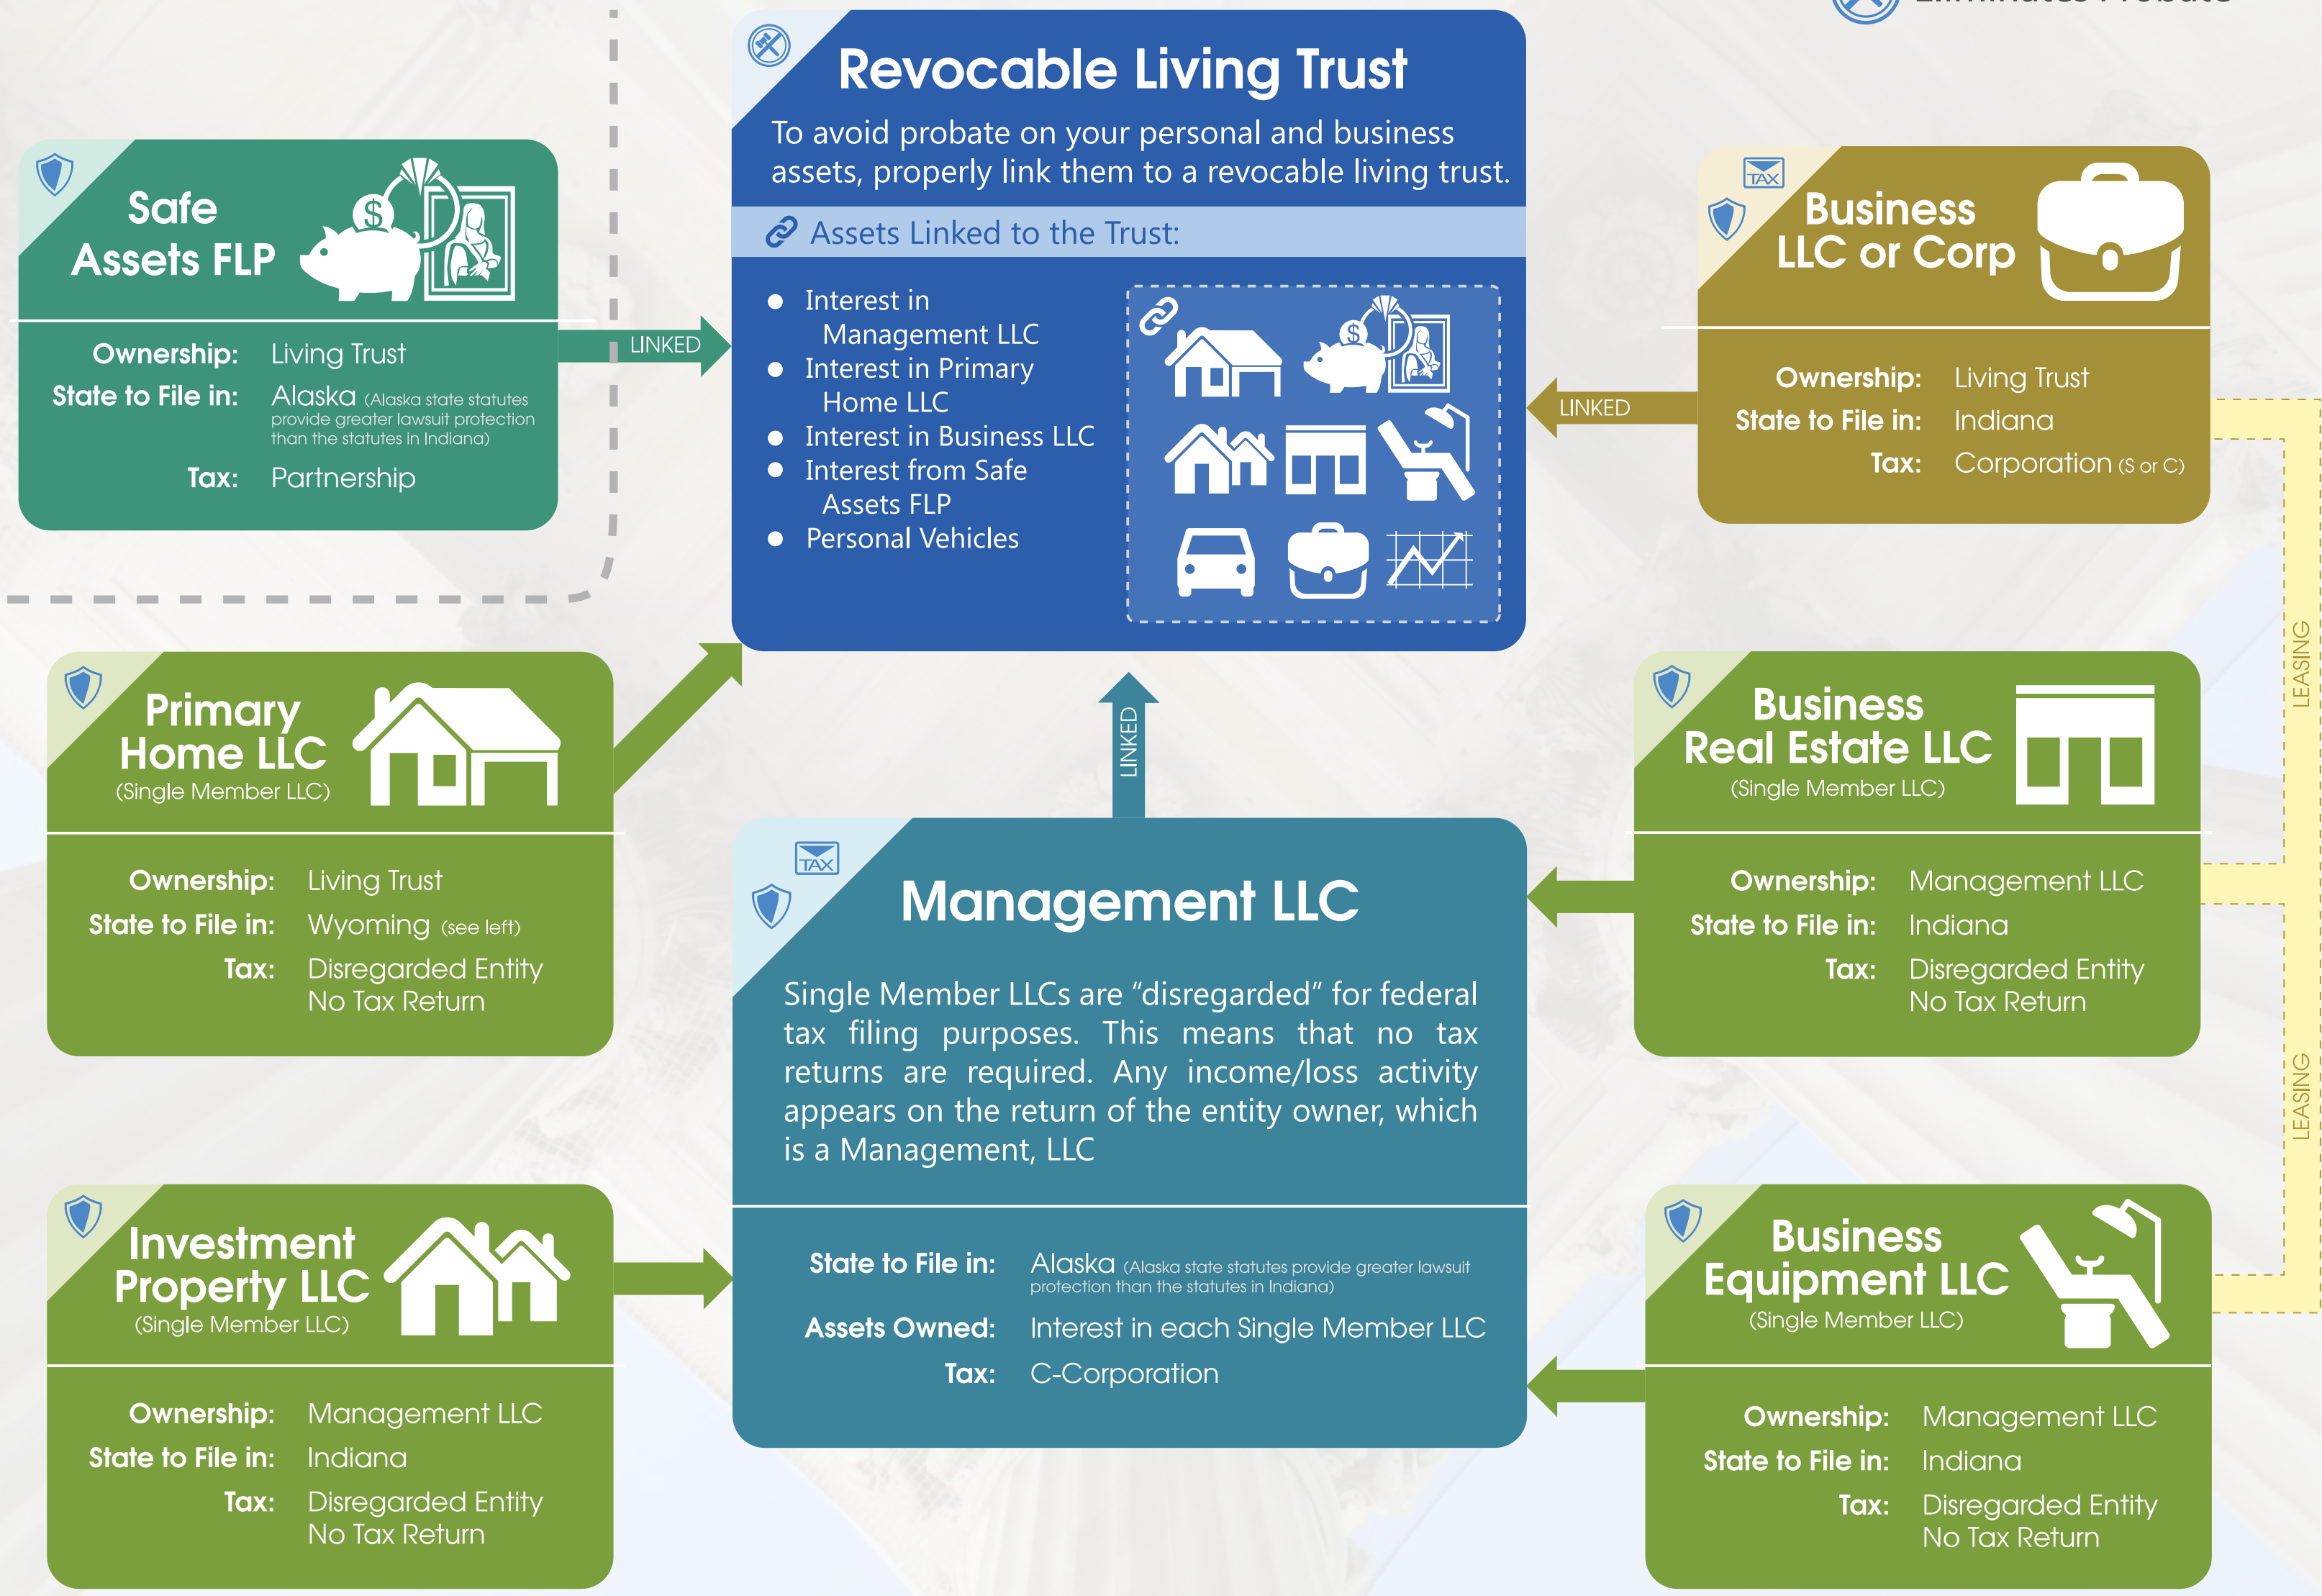 Eliminates Probate
Revocable Living Trust
To avoid probate on your personal and business
assets, properly link them to a revocable living trust.
Assets Linked to the Trust:
• Interest in
Management LLC
• Interest in Primary
Home LLC
• Interest in Business LLC
• Interest from Safe
Assets FLP
• Personal Vehicles
$
Safe
Assets FLP
$
Ownership: Living Trust
State to File in: Alaska (Alaska state statutes
provide greater lawsuit protection
than the statutes in Indiana)
Tax: Partnership
LINKED
TAX
Business
LLC or Corp
Ownership: Living Trust
State to File in: Indiana
Tax: Corporation (S or C)
LINKED
Primary
Home LLC
(Single Member LLC)
Ownership: Living Trust
State to File in: Wyoming (see left)
Tax: Disregarded Entity
No Tax Return
LINKED
TAX
Management LLC
Single Member LLCs are “disregarded” for federal
tax filing purposes. This means that no tax
returns are required. Any income/loss activity
appears on the return of the entity owner, which
is a Management, LLC
State to File in: Alaska (Alaska state statutes provide greater lawsuit
protection than the statutes in Indiana)
Assets Owned: Interest in each Single Member LLC
Tax: C-Corporation
Business
Real Estate LLC
(Single Member LLC)
Ownership: Management LLC
State to File in: Indiana
Tax: Disregarded Entity
No Tax Return
LEASING
LEASING
Investment
Property LLC
(Single Member LLC)
Ownership: Management LLC
State to File in: Indiana
Tax: Disregarded Entity
No Tax Return
Business
Equipment LLC
(Single Member LLC)
Ownership: Management LLC
State to File in: Indiana
Tax: Disregarded Entity
No Tax Return